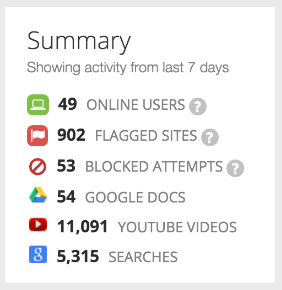 Summary
Showing activity from last 7 days
49 ONLINE USERS ?
902 FLAGGED SITES ?
53 BLOCKED ATTEMPTS ?
54 GOOGLE DOCS
11,091 YOUTUBE VIDEOS
g 5,315 SEARCHES